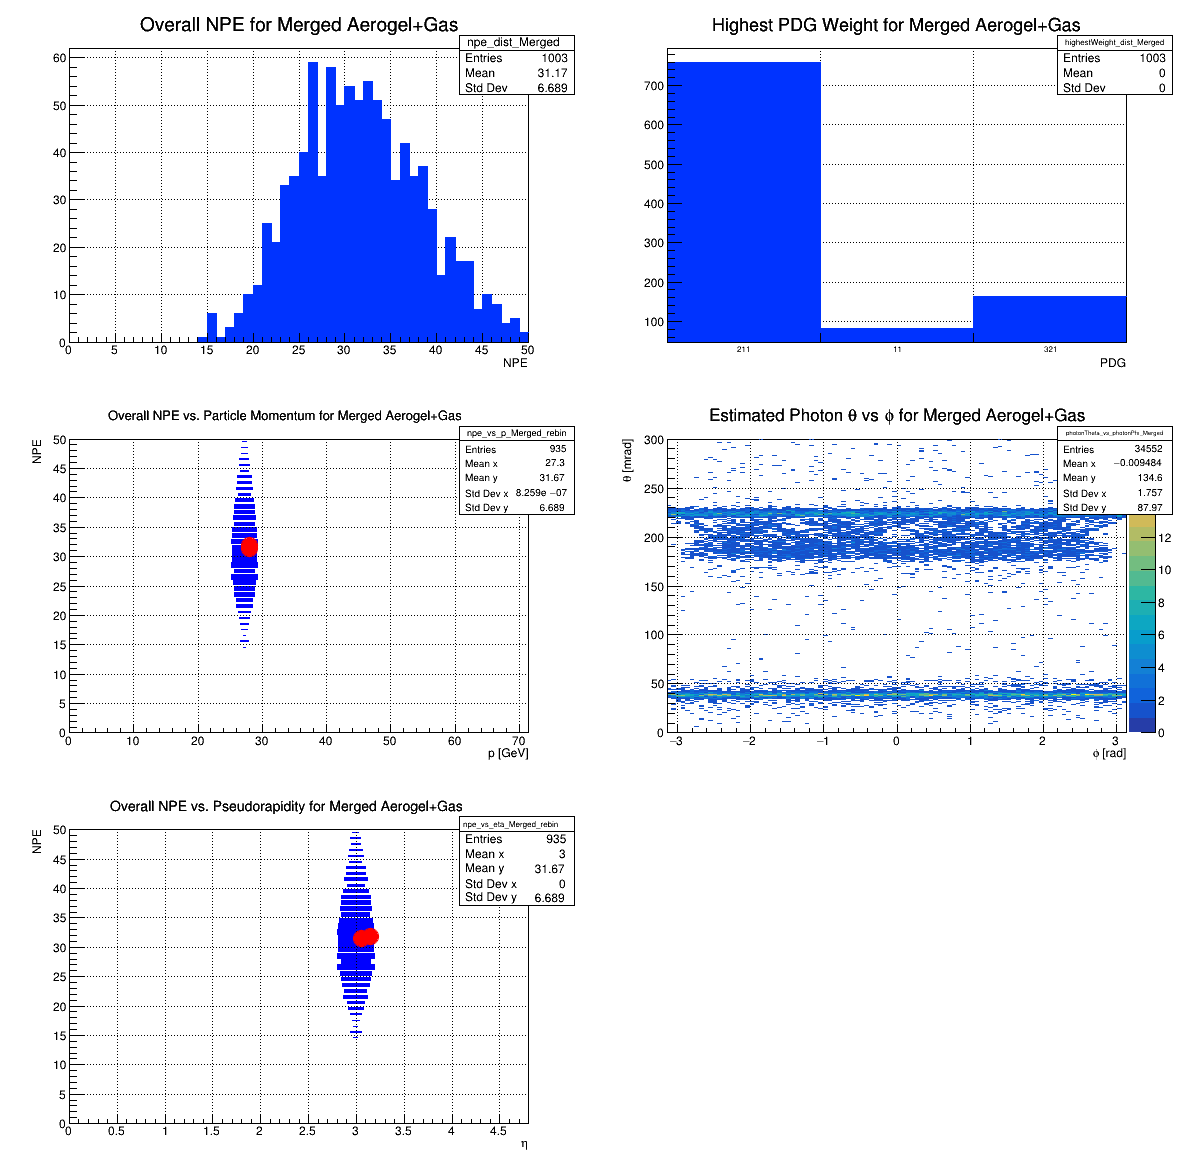 Overall NPE for Merged Aerogel+Gas
npe_dist_Merged
Entries 1003
Mean 31.17
Std Dev 6.689
60
50
40
30
20
10
0
0 5 10 15 20 25 30 35 40 45 50
NPE
Highest PDG Weight for Merged Aerogel+Gas
highestWeight_dist_Merged
Entries 1003
Mean 0
Std Dev 0
700
600
500
400
300
200
100
211 11 321
PDG
Overall NPE vs. Particle Momentum for Merged Aerogel+Gas
npe_vs_p_Merged_rebin
Entries 935
Mean x 27.3
Mean y 31.67
Std Dev x 8.259e −07
Std Dev y 6.689
NPE
50
45
40
35
30
25
20
15
10
5
0
0 10 20 30 40 50 60 70
p [GeV]
Estimated Photon θ vs ϕ for Merged Aerogel+Gas
photonTheta_vs_photonPhi_Merged
Entries 34552
Mean x −0.009484
Mean y 134.6
Std Dev x 1.757
Std Dev y 87.97
θ [mrad]
300
250
200
150
100
50
0
−3 −2 −1 0 1 2 3
ϕ [rad]
12
10
8
6
4
2
0
Overall NPE vs. Pseudorapidity for Merged Aerogel+Gas
npe_vs_eta_Merged_rebin
Entries 935
Mean x 3
Mean y 31.67
Std Dev x 0
Std Dev y 6.689
NPE
50
45
40
35
30
25
20
15
10
5
0
0 0.5 1 1.5 2 2.5 3 3.5 4 4.5
η